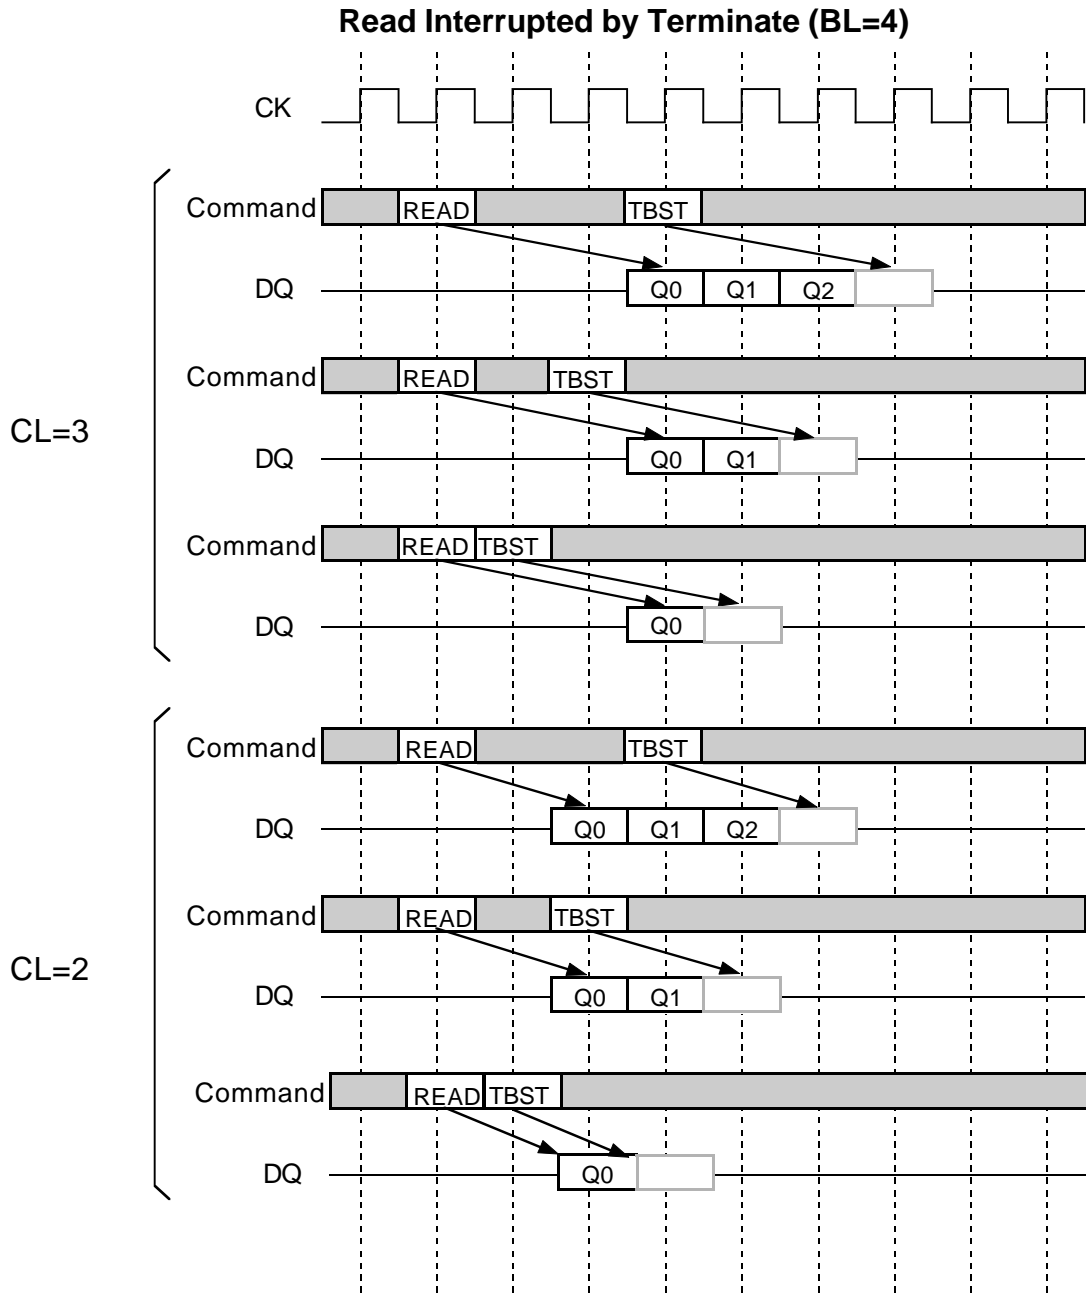 Read Interrupted by Terminate (BL=4)
CK
Command READ TBST
DQ Q0 Q1 Q2
Command READ TBST
CL=3
DQ Q0 Q1
Command READ TBST
DQ Q0
Command READ TBST
DQ Q0 Q1 Q2
Command READ TBST
CL=2
DQ Q0 Q1
Command READ TBST
DQ Q0